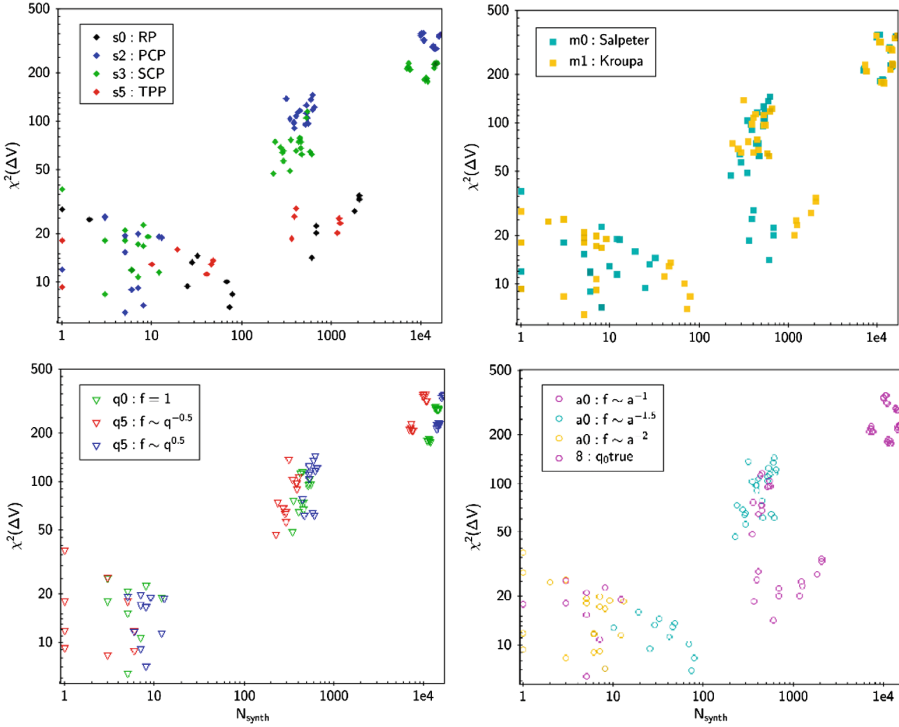 500
200
100
50
20
10
χ²(ΔV)
s0 : RP
s2 : PCP
s3 : SCP
s5 : TPP
1
10
100
1000
1e4
500
200
100
50
20
10
χ²(ΔV)
m0 : Salpeter
m1 : Kroupa
1
10
100
1000
1e4
500
200
100
50
20
10
χ²(ΔV)
q0 : f = 1
q5 : f ~ q^-0.5
q5 : f ~ q^0.5
1
10
100
1000
1e4
N_synth
500
200
100
50
20
10
χ²(ΔV)
a0 : f ~ a^-1
a0 : f ~ a^-1.5
a0 : f ~ a^-2
8 : q₀true
1
10
100
1000
1e4
N_synth